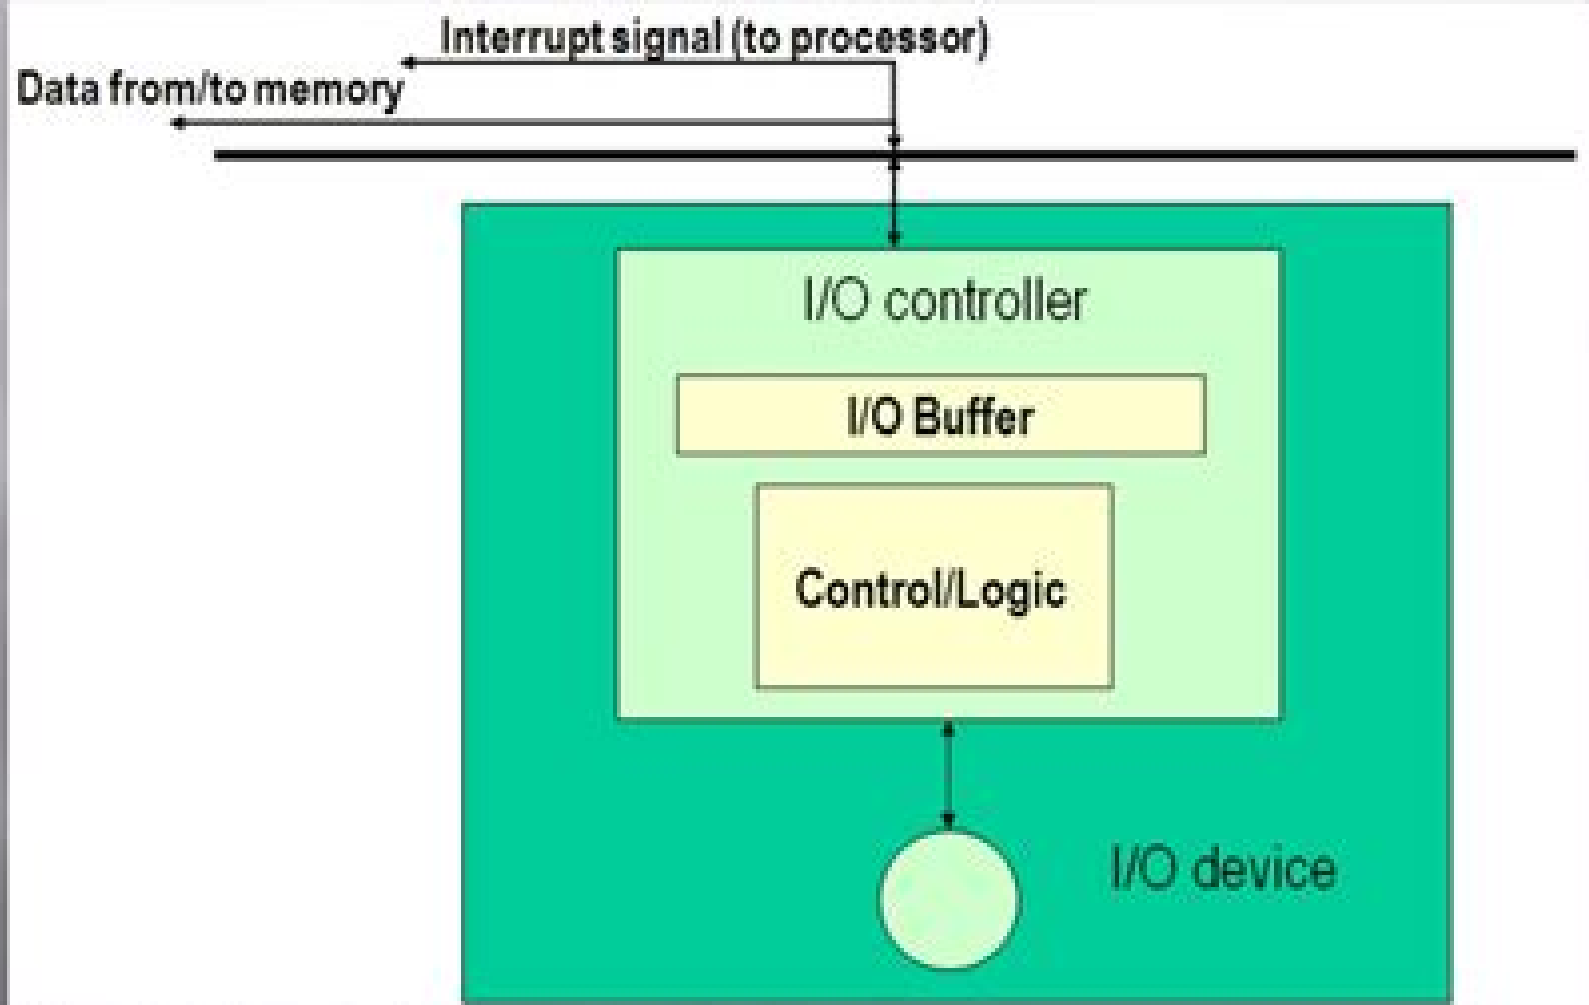 Interrupt signal (to processor)
Data from/to memory
I/O controller
I/O Buffer
Control/Logic
I/O device